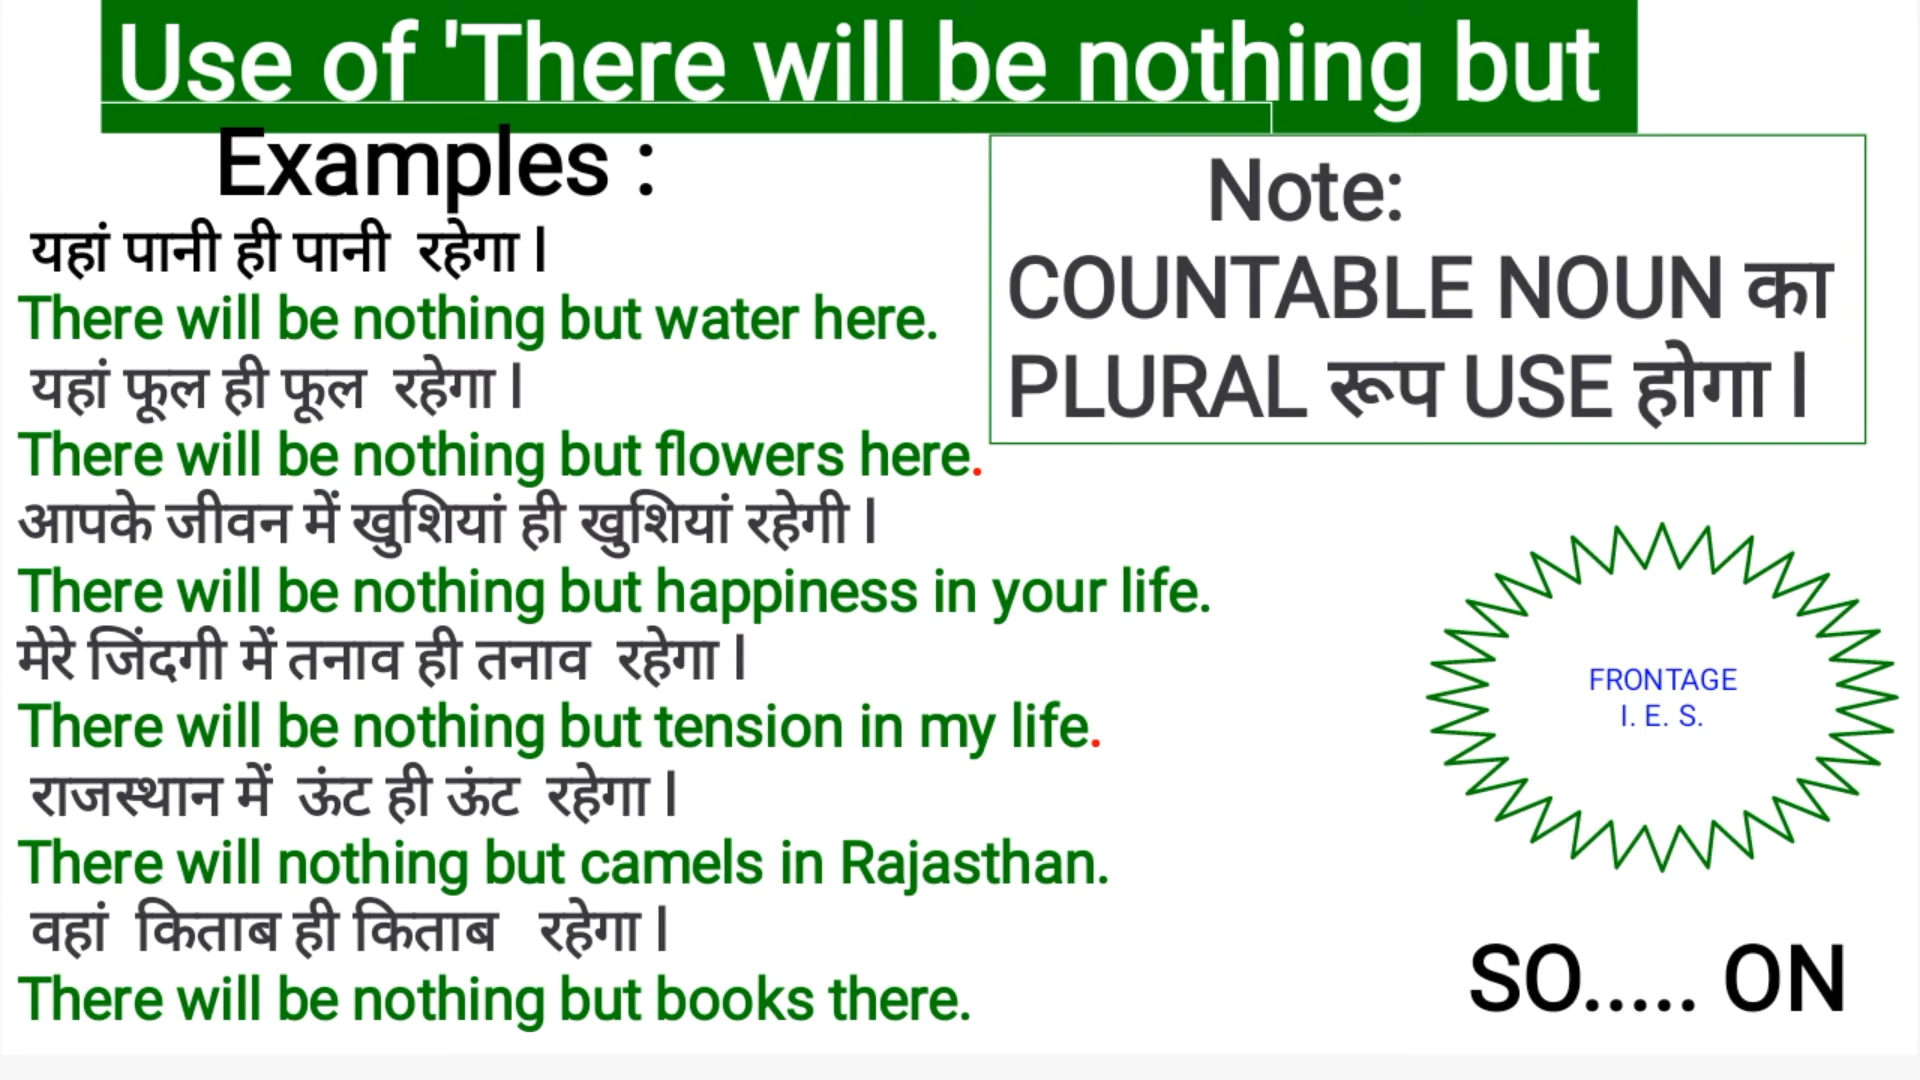 Use of 'There will be nothing but
Examples :
यहां पानी ही पानी रहेगा l
There will be nothing but water here.
यहां फूल ही फूल रहेगा l
There will be nothing but flowers here.
आपके जीवन में खुशियां ही खुशियां रहेगी l
There will be nothing but happiness in your life.
मेरे जिंदगी में तनाव ही तनाव रहेगा l
There will be nothing but tension in my life.
राजस्थान में ऊंट ही ऊंट रहेगा l
There will nothing but camels in Rajasthan.
वहां किताब ही किताब रहेगा l
There will be nothing but books there.
Note:
COUNTABLE NOUN का
PLURAL रूप USE होगा l
FRONTAGE
I. E. S.
SO..... ON